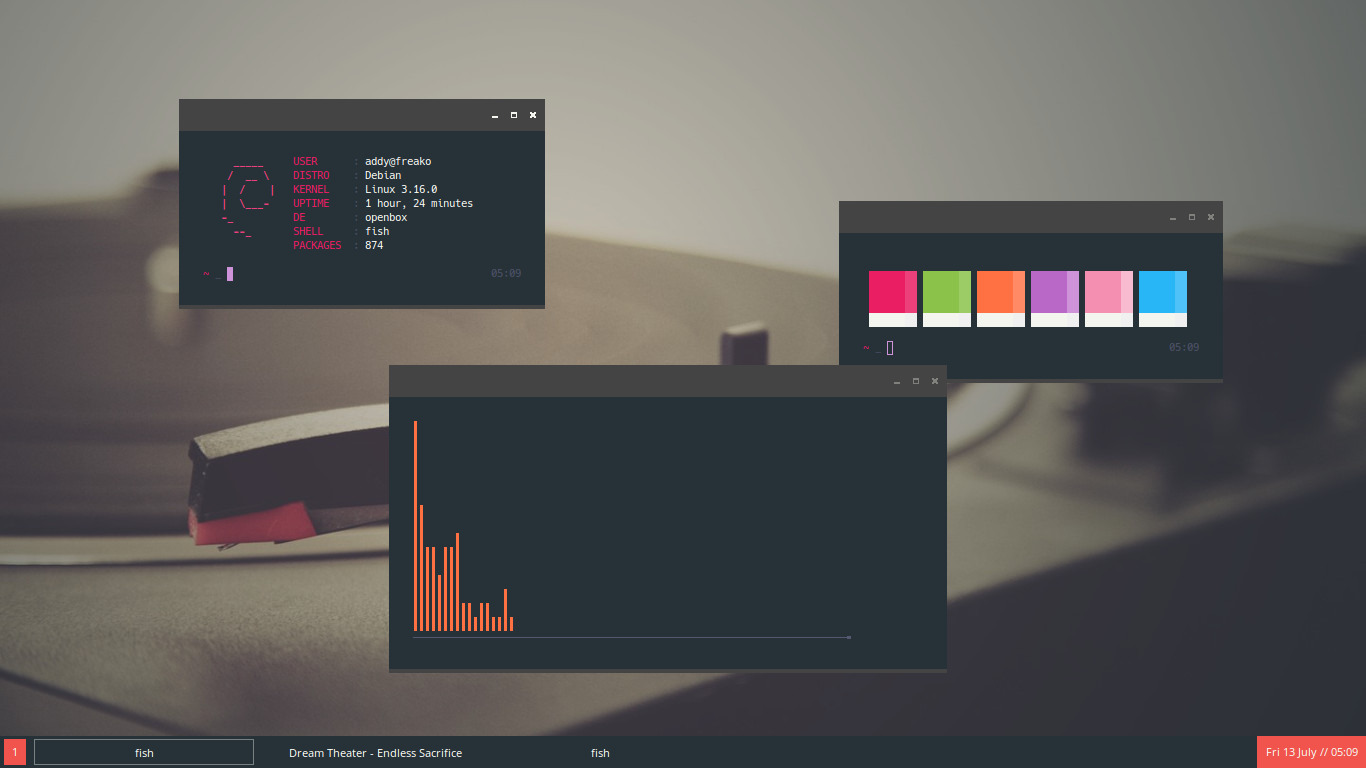 USER : addy@freako
DISTRO : Debian
KERNEL : Linux 3.16.0
UPTIME : 1 hour, 24 minutes
DE : openbox
SHELL : fish
PACKAGES : 874
~ _ 05:09
~ _ 05:09
1 fish Dream Theater - Endless Sacrifice fish Fri 13 July // 05:09